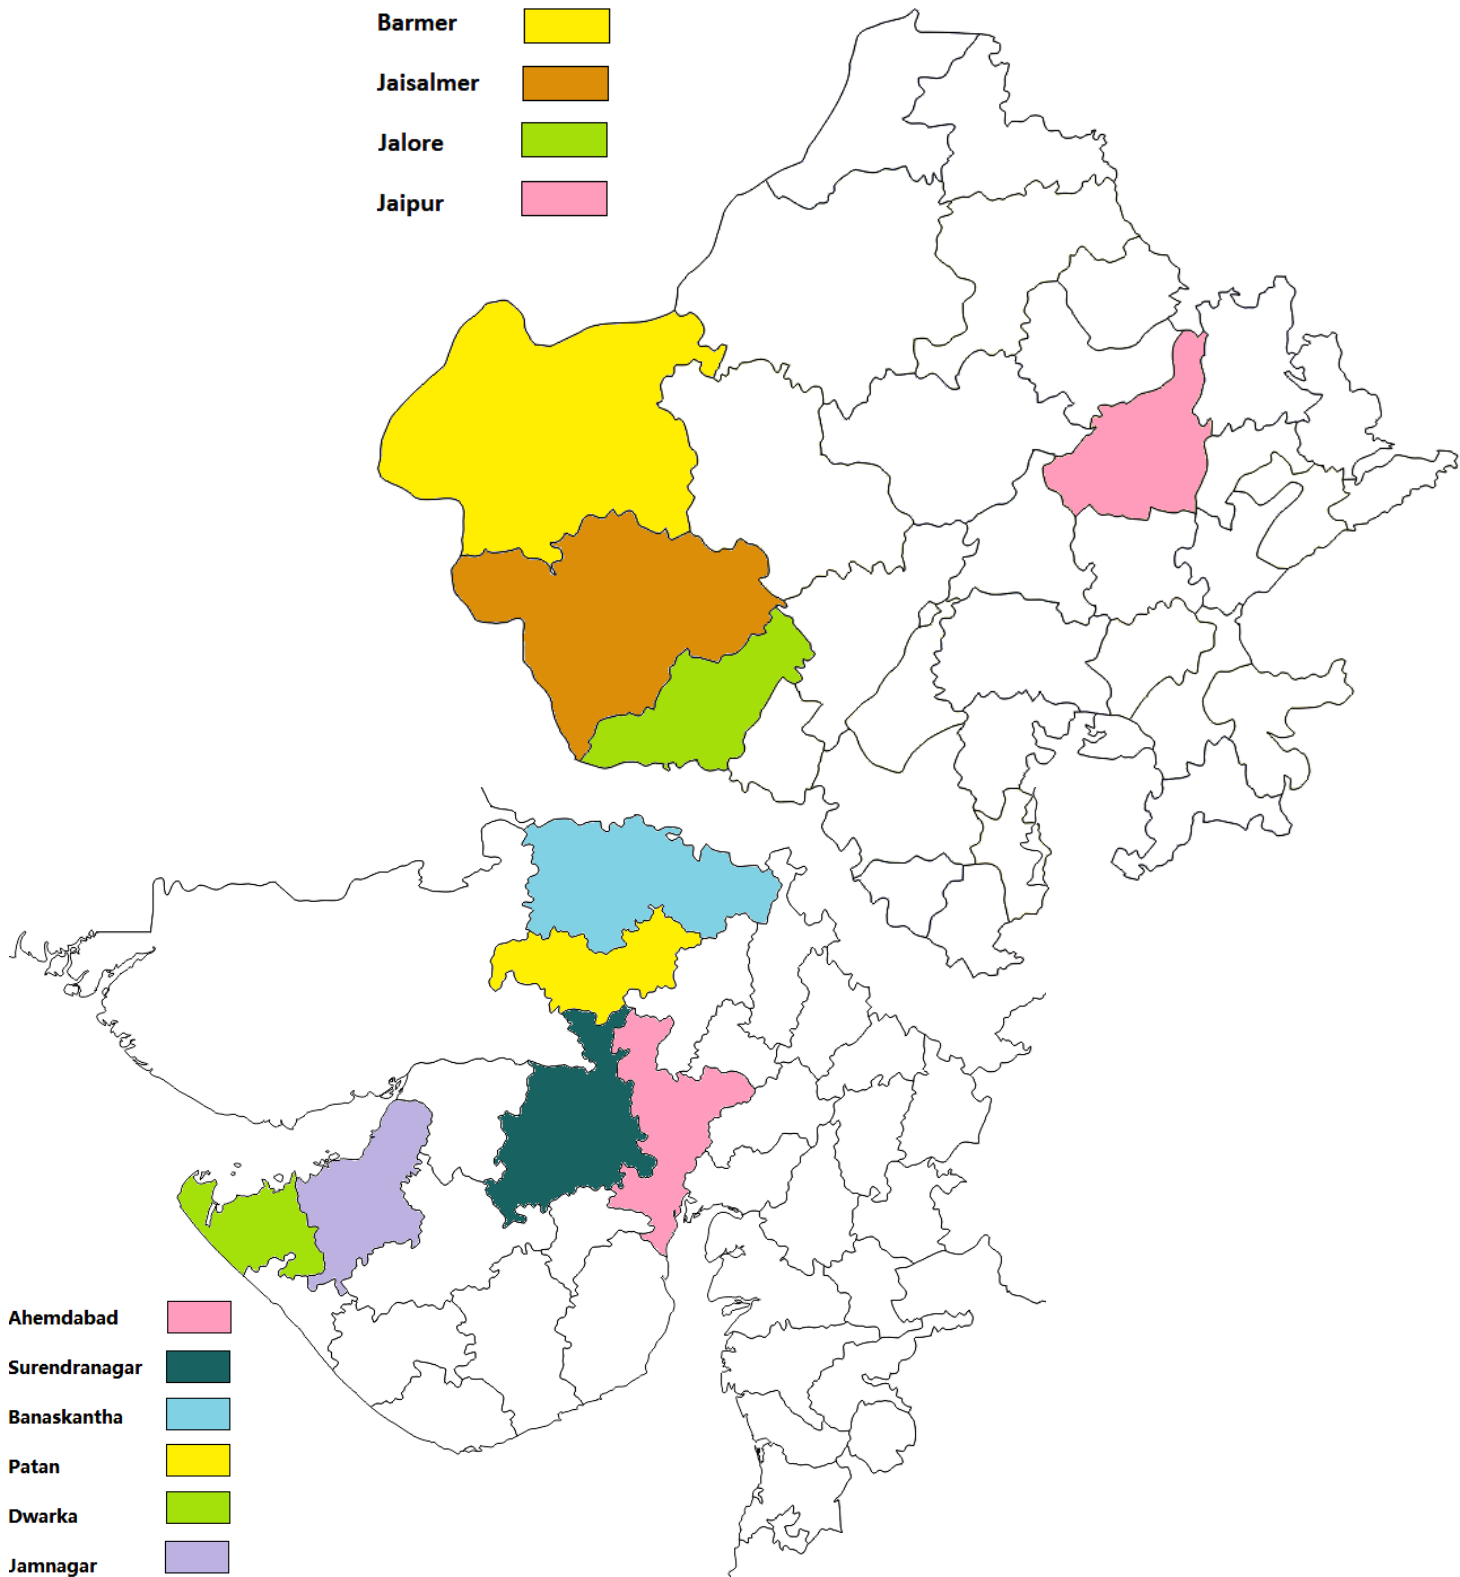 Barmer
Jaisalmer
Jalore
Jaipur
Ahemdabad
Surendranagar
Banaskantha
Patan
Dwarka
Jamnagar